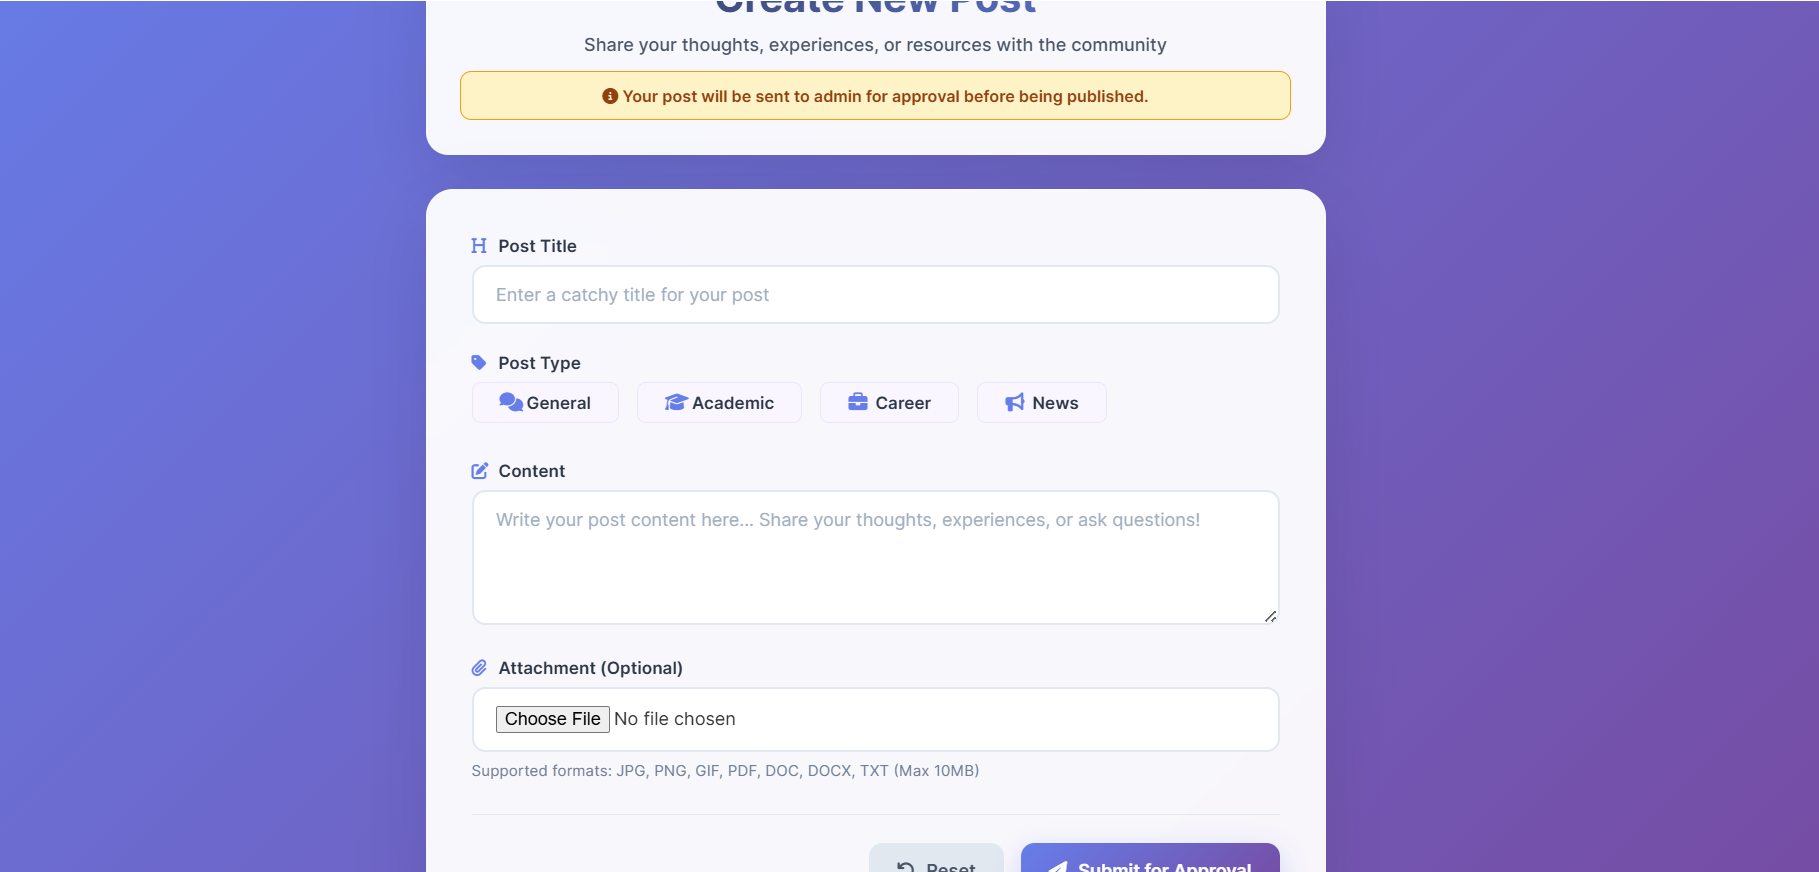 Create New Post
Share your thoughts, experiences, or resources with the community
Your post will be sent to admin for approval before being published.
Post Title
Enter a catchy title for your post
Post Type
General
Academic
Career
News
Content
Write your post content here... Share your thoughts, experiences, or ask questions!
Attachment (Optional)
Choose File No file chosen
Supported formats: JPG, PNG, GIF, PDF, DOC, DOCX, TXT (Max 10MB)
Reset
Submit for Approval